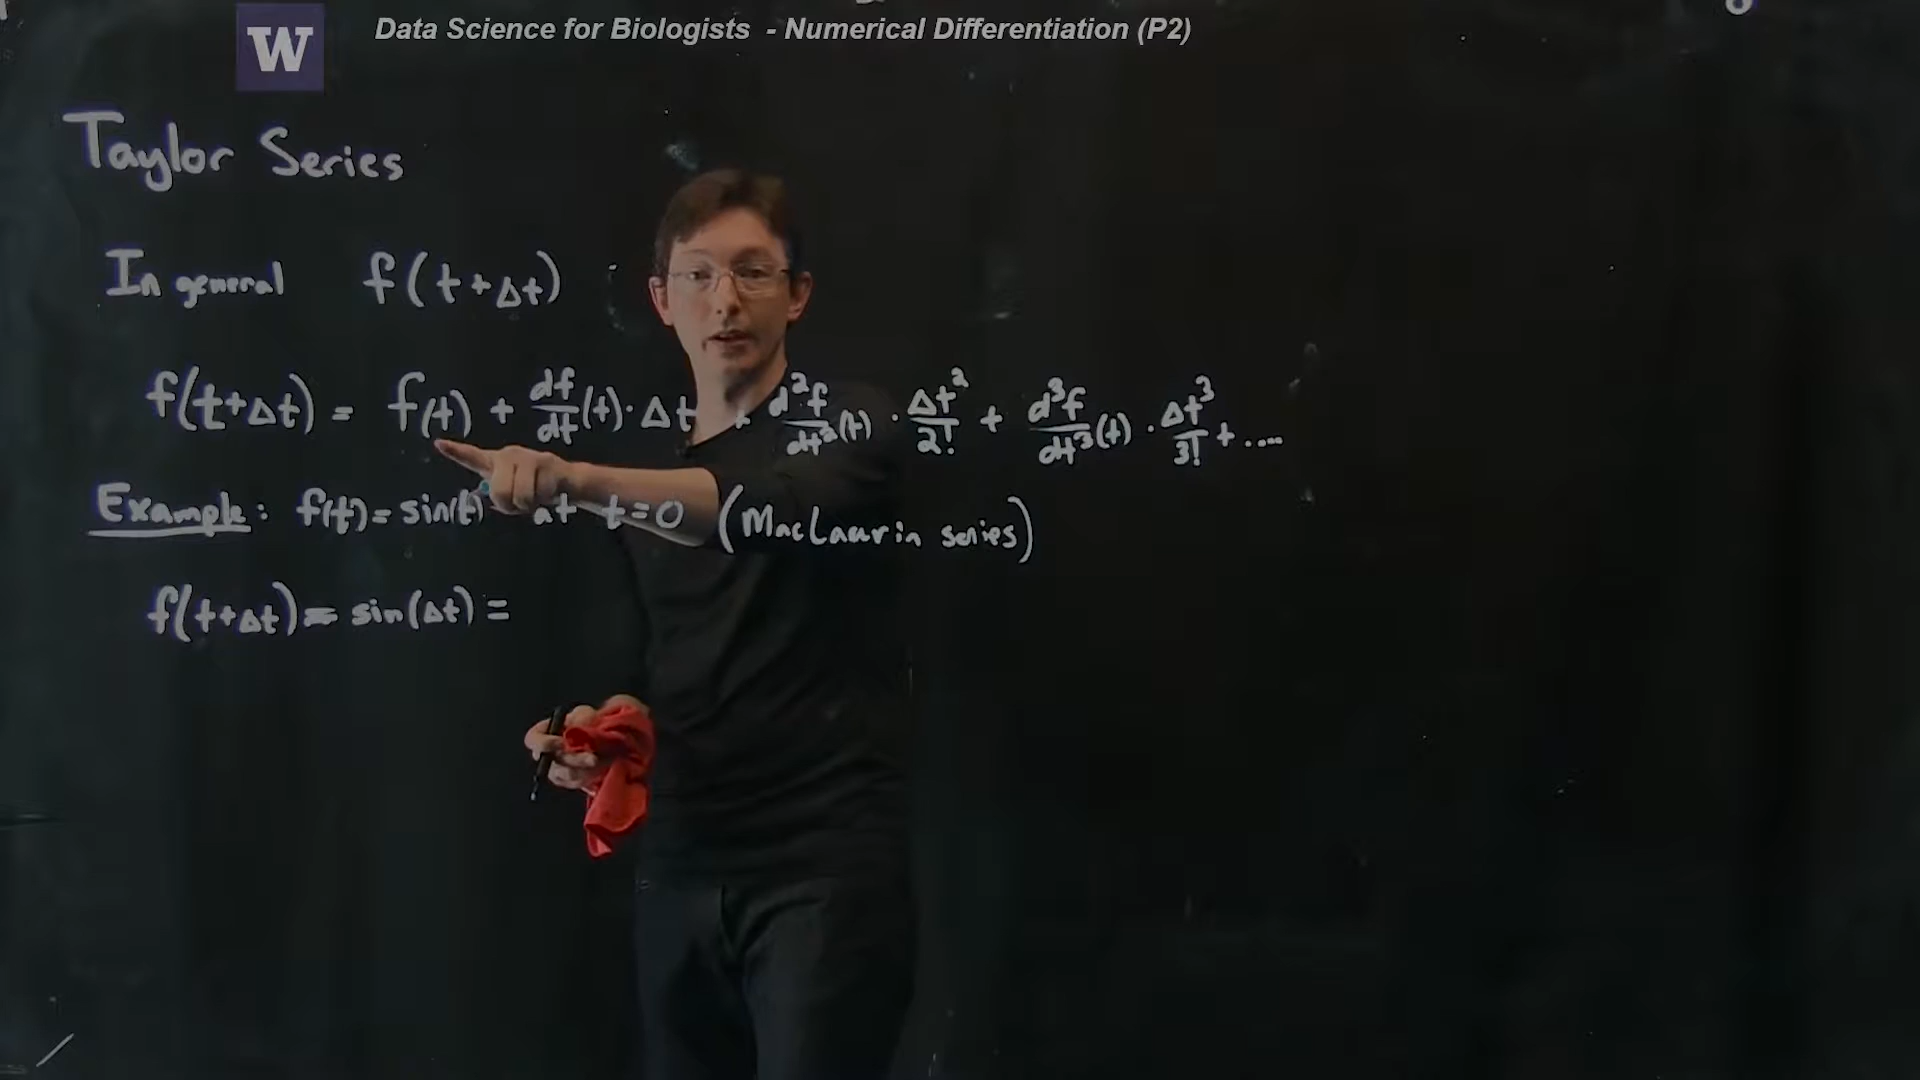 W
Data Science for Biologists - Numerical Differentiation (P2)
Taylor Series
In general f(t+Δt)
f(t+Δt) = f(t) + df/dt(t)·Δt + d²f/dt²(t) · Δt²/2! + d³f/dt³(t) · Δt³/3! + ....
Example: f(t)=sin(t) at t=0 (MacLaurin series)
f(t+Δt)= sin(Δt) =